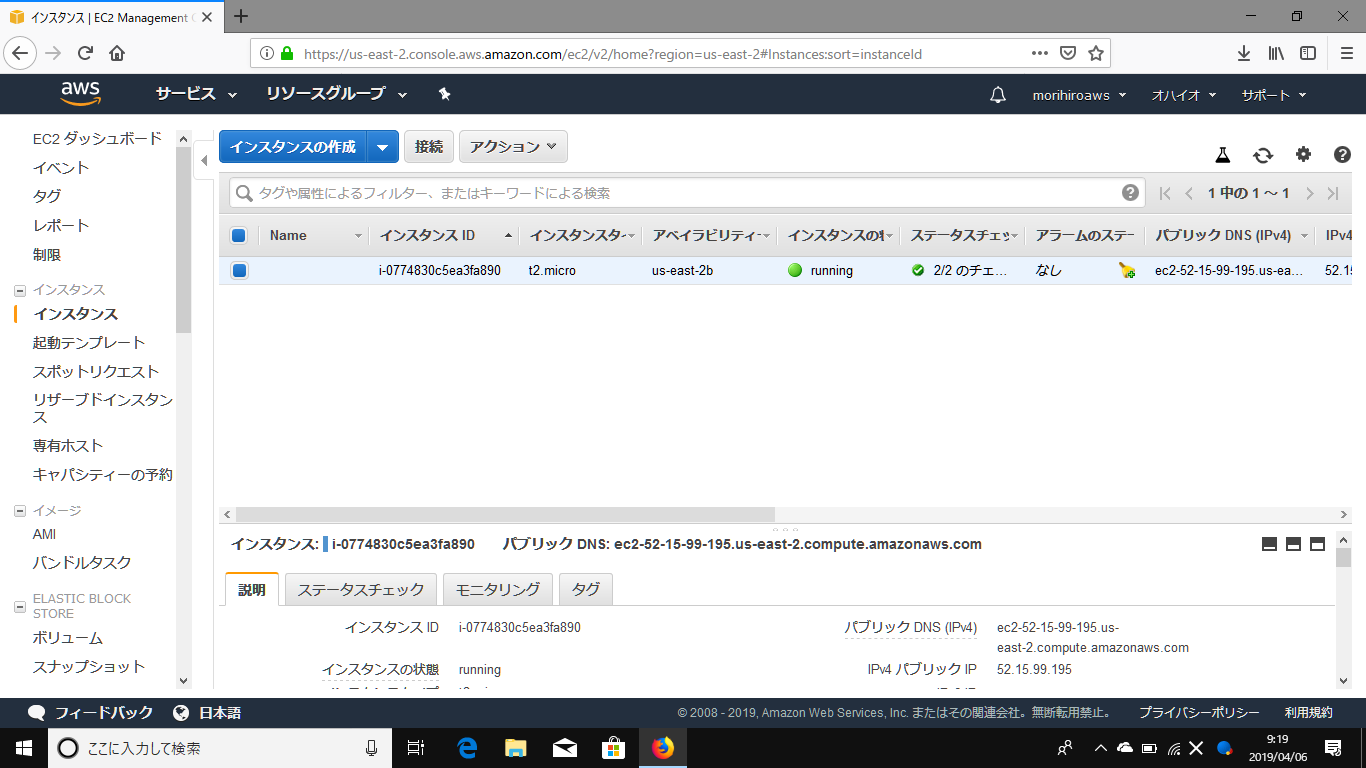 インスタンス | EC2 Management
https://us-east-2.console.aws.amazon.com/ec2/v2/home?region=us-east-2#Instances:sort=instanceId
aws サービス リソースグループ morihiroaws オハイオ サポート
EC2 ダッシュボード
イベント
タグ
レポート
制限
インスタンス
インスタンス
起動テンプレート
スポットリクエスト
リザーブドインスタン
ス
専有ホスト
キャパシティーの予約
イメージ
AMI
バンドルタスク
ELASTIC BLOCK
STORE
ボリューム
スナップショット
インスタンスの作成 接続 アクション
タグや属性によるフィルター、またはキーワードによる検索 1 中の 1 ～ 1
Name インスタンス ID インスタンスター アベイラビリティー インスタンスの ステータスチェッ アラームのステー パブリック DNS (IPv4) IPv4
i-0774830c5ea3fa890 t2.micro us-east-2b running 2/2 のチェ... なし ec2-52-15-99-195.us-ea... 52.15
インスタンス: i-0774830c5ea3fa890 パブリック DNS: ec2-52-15-99-195.us-east-2.compute.amazonaws.com
説明 ステータスチェック モニタリング タグ
インスタンス ID i-0774830c5ea3fa890 パブリック DNS (IPv4) ec2-52-15-99-195.us-
east-2.compute.amazonaws.com
インスタンスの状態 running IPv4 パブリック IP 52.15.99.195
フィードバック 日本語 © 2008 - 2019, Amazon Web Services, Inc. またはその関連会社。無断転用禁止。 プライバシーポリシー 利用規約
ここに入力して検索
9:19
2019/04/06